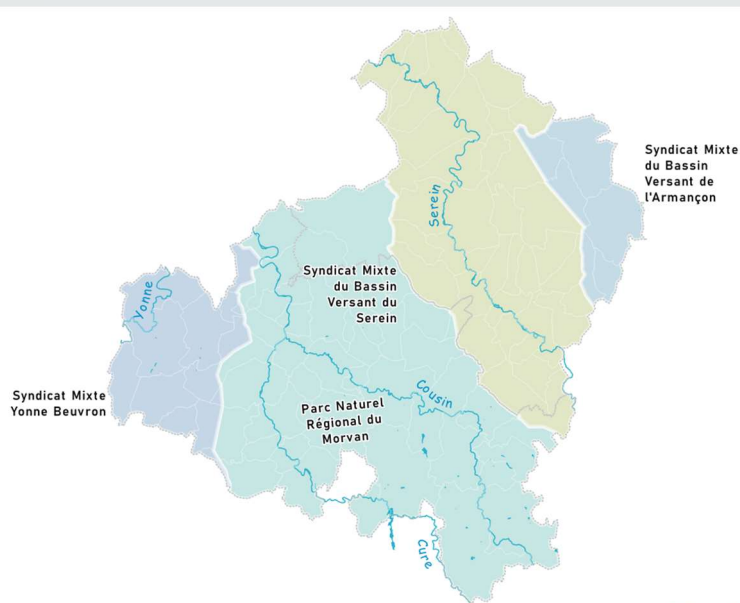 Syndicat Mixte
du Bassin
Versant de
l'Armançon
Serein
Syndicat Mixte
du Bassin
Versant du
Serein
Yonne
Syndicat Mixte
Yonne Beuvron
Cousin
Parc Naturel
Régional du
Morvan
Cure